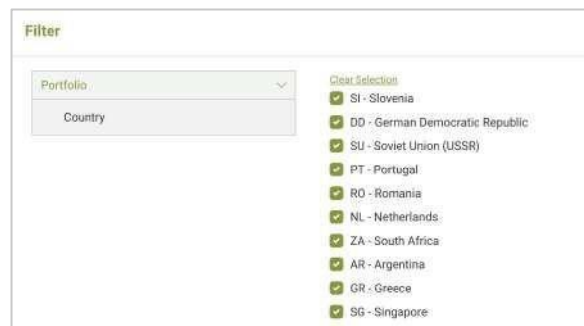 Filter
Portfolio
Country
Clear Selection
SI - Slovenia
DD - German Democratic Republic
SU - Soviet Union (USSR)
PT - Portugal
RO - Romania
NL - Netherlands
ZA - South Africa
AR - Argentina
GR - Greece
SG - Singapore